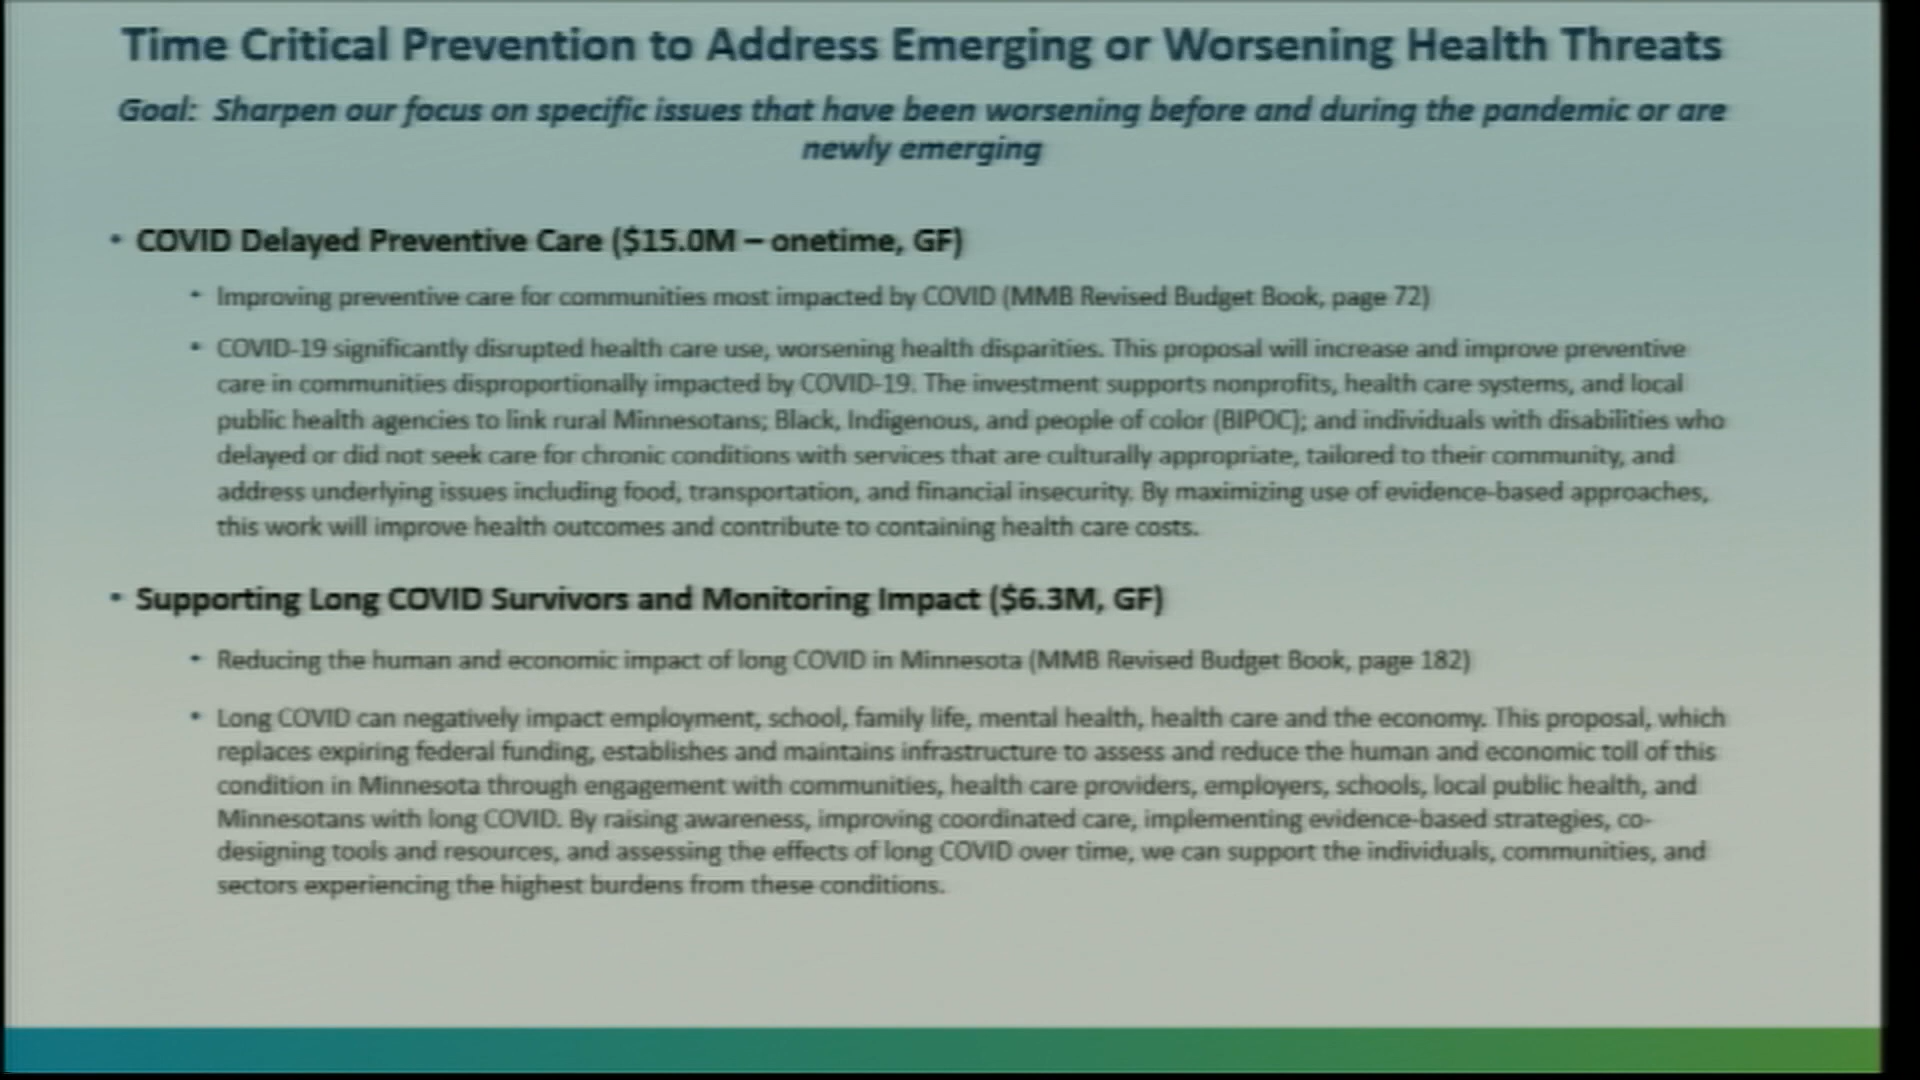 Time Critical Prevention to Address Emerging or Worsening Health Threats
Goal: Sharpen our focus on specific issues that have been worsening before and during the pandemic or are
newly emerging
• COVID Delayed Preventive Care ($15.0M – onetime, GF)
• Improving preventive care for communities most impacted by COVID (MMB Revised Budget Book, page 72)
• COVID-19 significantly disrupted health care use, worsening health disparities. This proposal will increase and improve preventive
care in communities disproportionally impacted by COVID-19. The investment supports nonprofits, health care systems, and local
public health agencies to link rural Minnesotans; Black, Indigenous, and people of color (BIPOC); and individuals with disabilities who
delayed or did not seek care for chronic conditions with services that are culturally appropriate, tailored to their community, and
address underlying issues including food, transportation, and financial insecurity. By maximizing use of evidence-based approaches,
this work will improve health outcomes and contribute to containing health care costs.
• Supporting Long COVID Survivors and Monitoring Impact ($6.3M, GF)
• Reducing the human and economic impact of long COVID in Minnesota (MMB Revised Budget Book, page 182)
• Long COVID can negatively impact employment, school, family life, mental health, health care and the economy. This proposal, which
replaces expiring federal funding, establishes and maintains infrastructure to assess and reduce the human and economic toll of this
condition in Minnesota through engagement with communities, health care providers, employers, schools, local public health, and
Minnesotans with long COVID. By raising awareness, improving coordinated care, implementing evidence-based strategies, co-
designing tools and resources, and assessing the effects of long COVID over time, we can support the individuals, communities, and
sectors experiencing the highest burdens from these conditions.